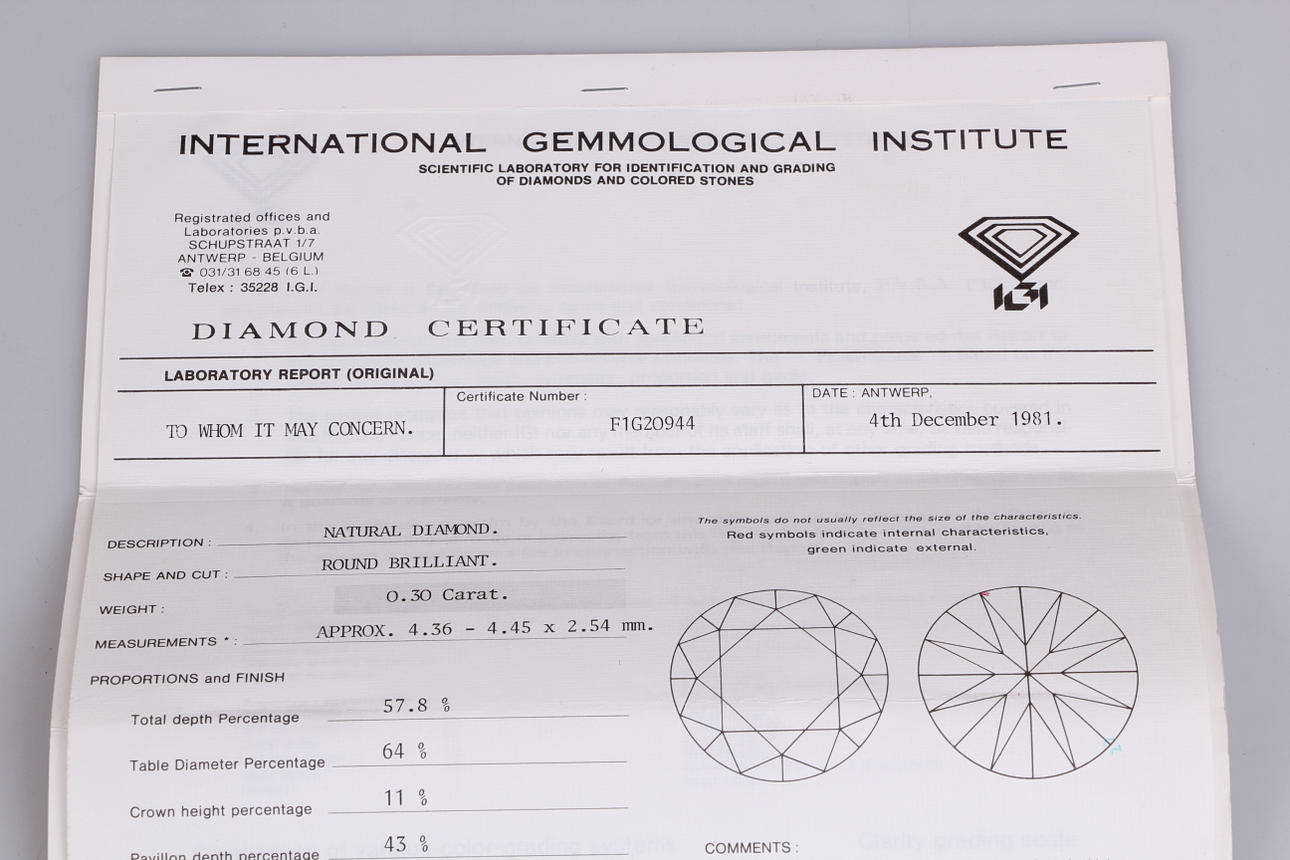 INTERNATIONAL GEMMOLOGICAL INSTITUTE
SCIENTIFIC LABORATORY FOR IDENTIFICATION AND GRADING
OF DIAMONDS AND COLORED STONES
Registrated offices and
Laboratories p.v.b.a.
SCHUPSTRAAT 1/7
ANTWERP - BELGIUM
☎ 031/31 68 45 (6 L.)
Telex : 35228 I.G.I.
IGI
DIAMOND CERTIFICATE
LABORATORY REPORT (ORIGINAL)
TO WHOM IT MAY CONCERN.
Certificate Number :
F1G20944
DATE : ANTWERP,
4th December 1981.
DESCRIPTION : NATURAL DIAMOND.
SHAPE AND CUT : ROUND BRILLIANT.
WEIGHT : 0.30 Carat.
MEASUREMENTS * : APPROX. 4.36 - 4.45 x 2.54 mm.
PROPORTIONS and FINISH
Total depth Percentage 57.8 %
Table Diameter Percentage 64 %
Crown height percentage 11 %
Pavillon depth percentage 43 %
The symbols do not usually reflect the size of the characteristics.
Red symbols indicate internal characteristics,
green indicate external.
COMMENTS :